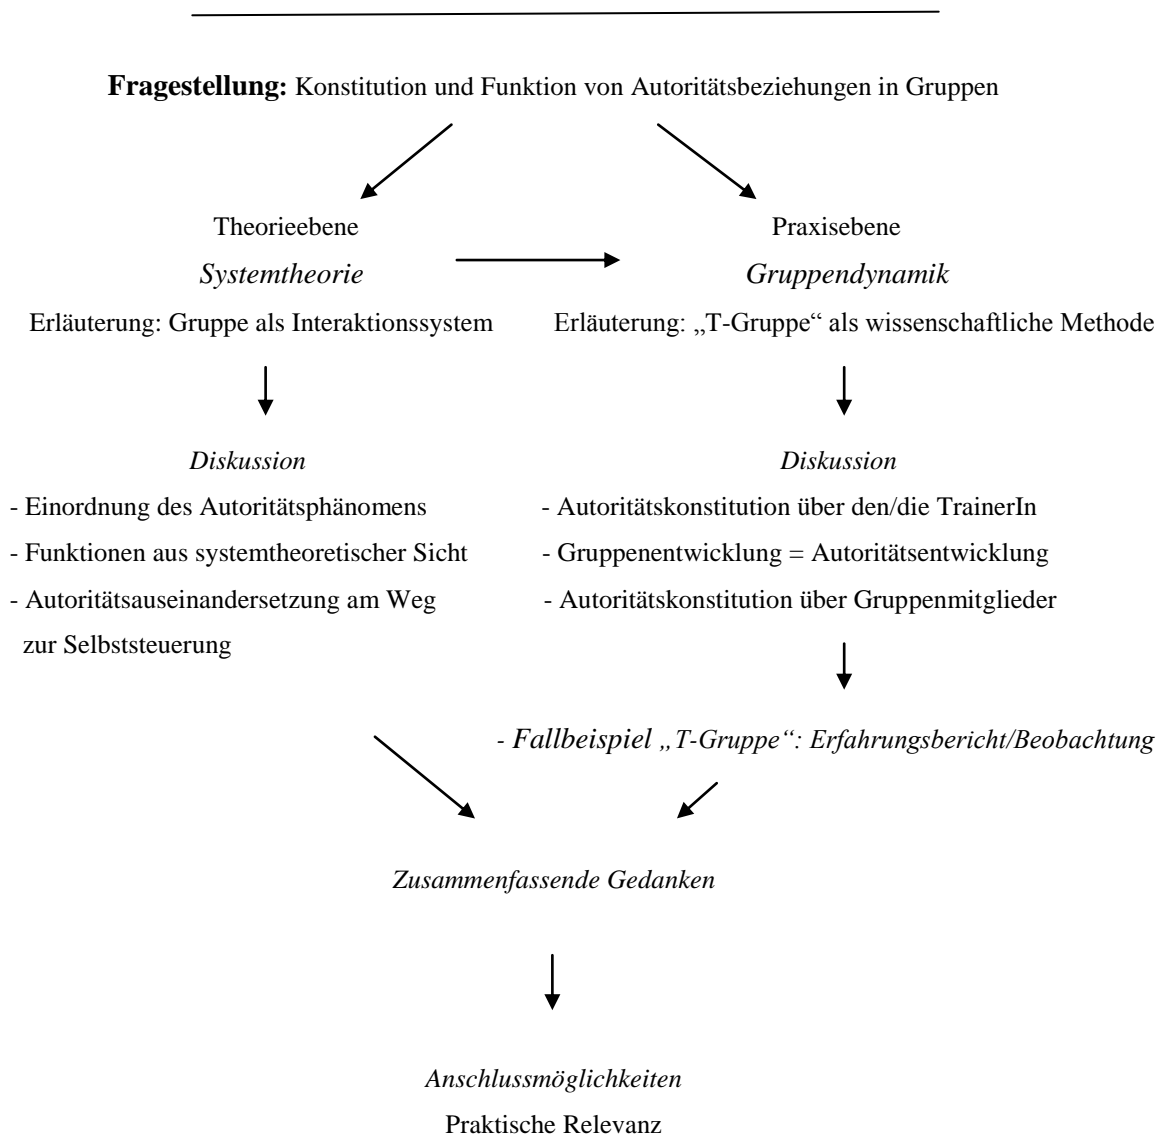 Fragestellung: Konstitution und Funktion von Autoritätsbeziehungen in Gruppen
Theorieebene
Systemtheorie
Erläuterung: Gruppe als Interaktionssystem
Praxisebene
Gruppendynamik
Erläuterung: „T-Gruppe“ als wissenschaftliche Methode
Diskussion
- Einordnung des Autoritätsphänomens
- Funktionen aus systemtheoretischer Sicht
- Autoritätsauseinandersetzung am Weg
zur Selbststeuerung
Diskussion
- Autoritätskonstitution über den/die TrainerIn
- Gruppenentwicklung = Autoritätsentwicklung
- Autoritätskonstitution über Gruppenmitglieder
- Fallbeispiel „T-Gruppe“: Erfahrungsbericht/Beobachtung
Zusammenfassende Gedanken
Anschlussmöglichkeiten
Praktische Relevanz